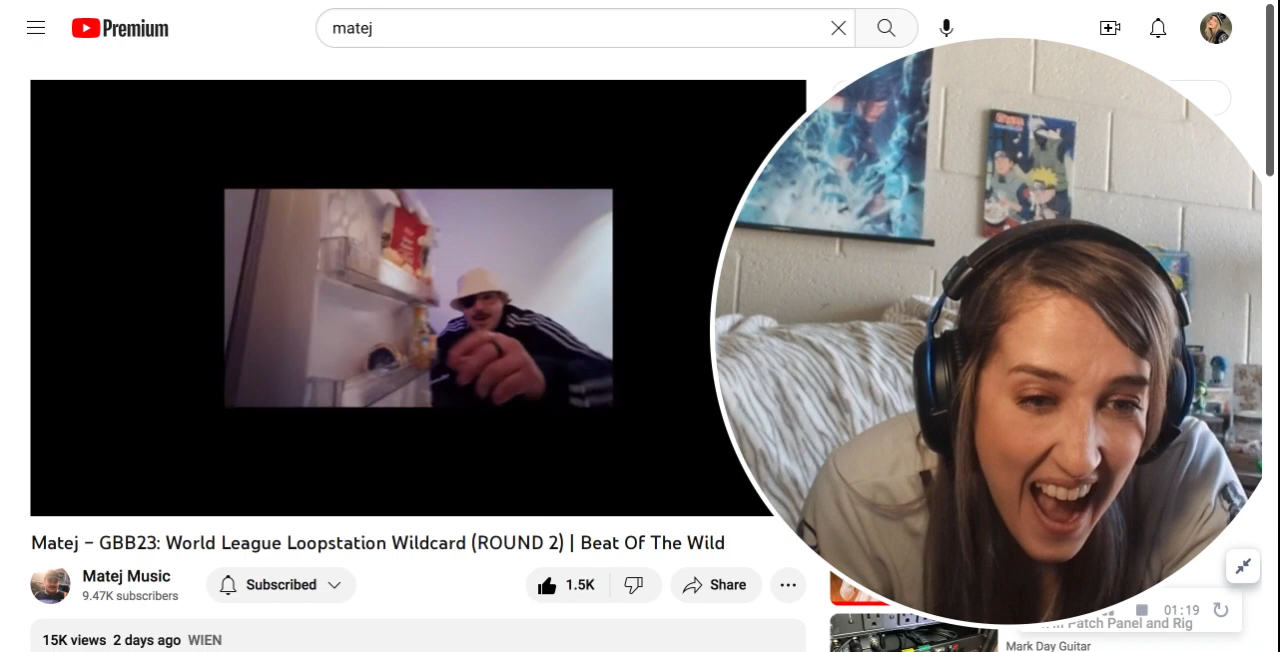 Premium
matej
Matej – GBB23: World League Loopstation Wildcard (ROUND 2) | Beat Of The Wild
Matej Music
9.47K subscribers
Subscribed
1.5K
Share
15K views 2 days ago WIEN
01:19
Patch Panel and Rig
Mark Day Guitar